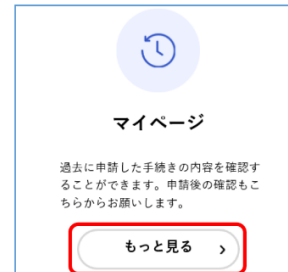 マイページ
過去に申請した手続きの内容を確認す
ることができます。申請後の確認もこ
ちらからお願いします。
もっと見る